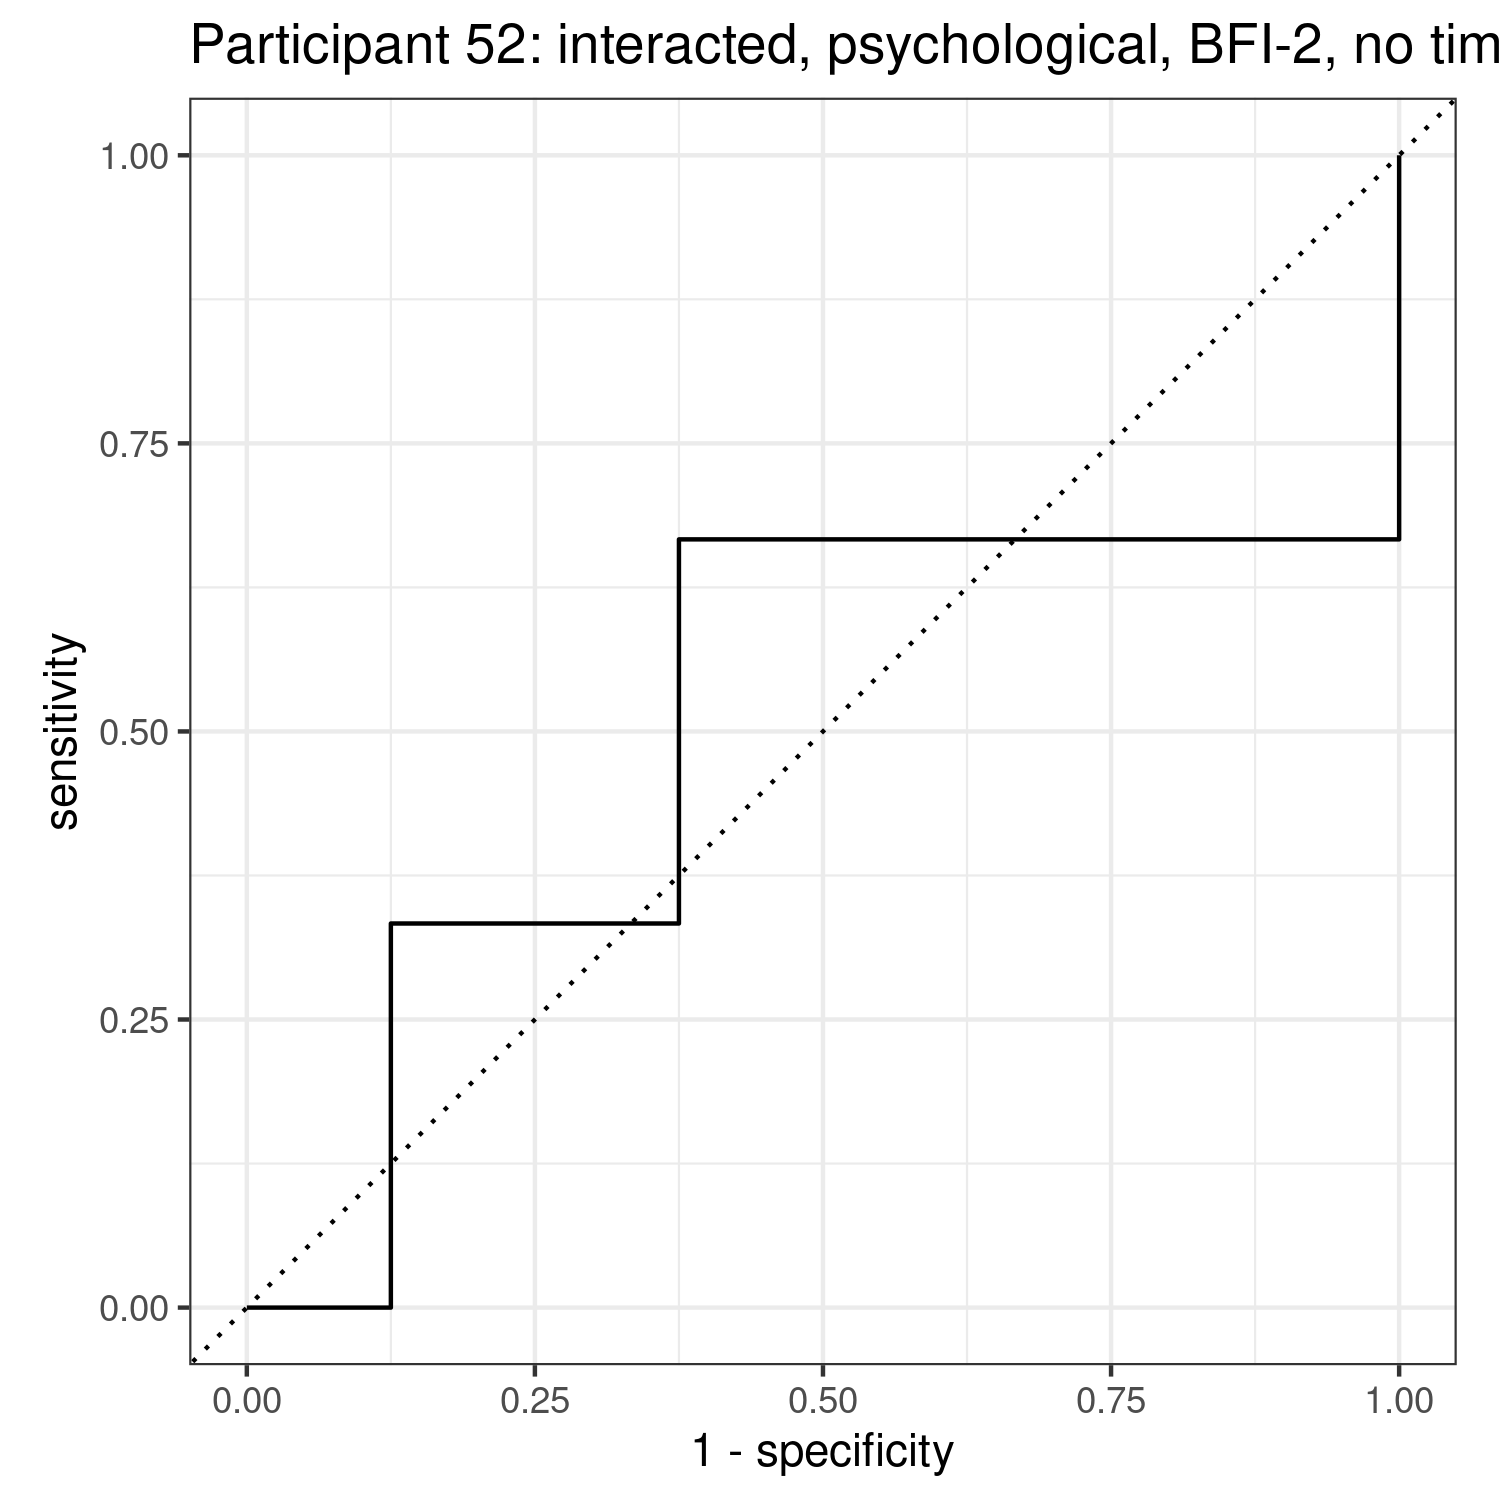 Participant 52: interacted, psychological, BFI-2, no tim
1.00
0.75
0.50
0.25
0.00
sensitivity
0.00 0.25 0.50 0.75 1.00
1 - specificity